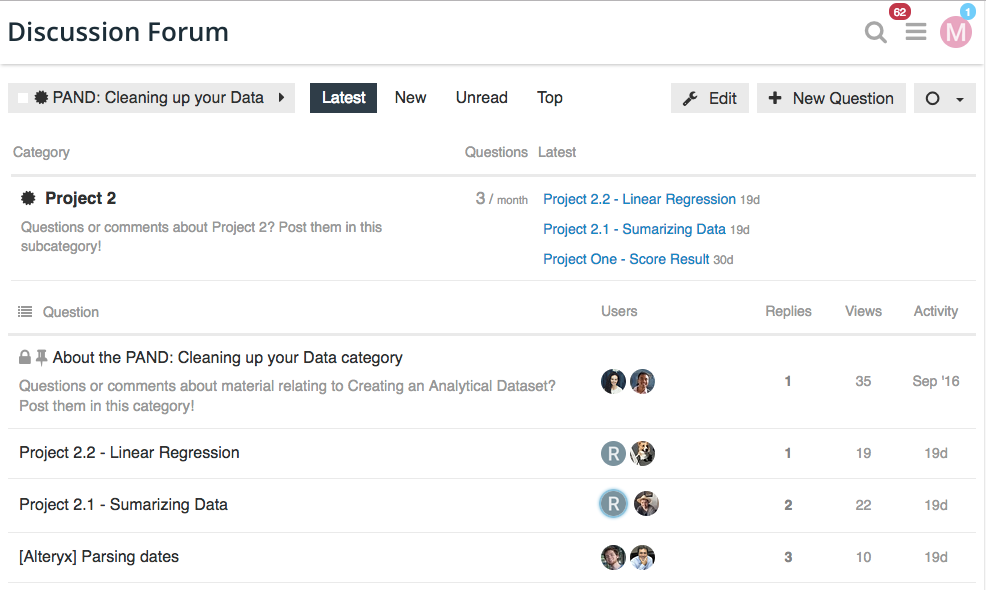 Discussion Forum
62
1
M
PAND: Cleaning up your Data
Latest
New
Unread
Top
Edit
New Question
Category
Questions
Latest
Project 2
3 / month
Project 2.2 - Linear Regression 19d
Questions or comments about Project 2? Post them in this
subcategory!
Project 2.1 - Sumarizing Data 19d
Project One - Score Result 30d
Question
Users
Replies
Views
Activity
About the PAND: Cleaning up your Data category
Questions or comments about material relating to Creating an Analytical Dataset?
Post them in this category!
1
35
Sep '16
Project 2.2 - Linear Regression
R
1
19
19d
Project 2.1 - Sumarizing Data
R
2
22
19d
[Alteryx] Parsing dates
3
10
19d